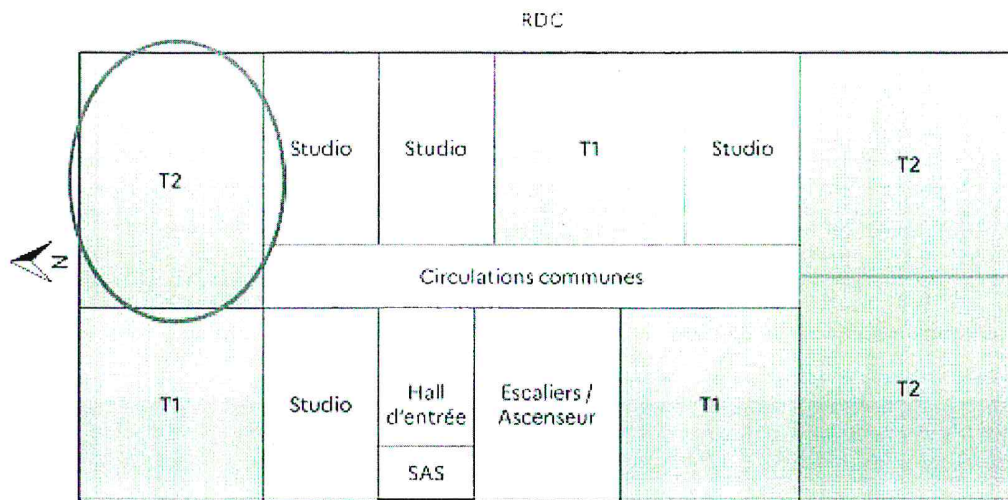 RDC
T2
Studio
Studio
T1
Studio
T2
N
Circulations communes
T1
Studio
Hall
d'entrée
Escaliers /
Ascenseur
T1
T2
SAS